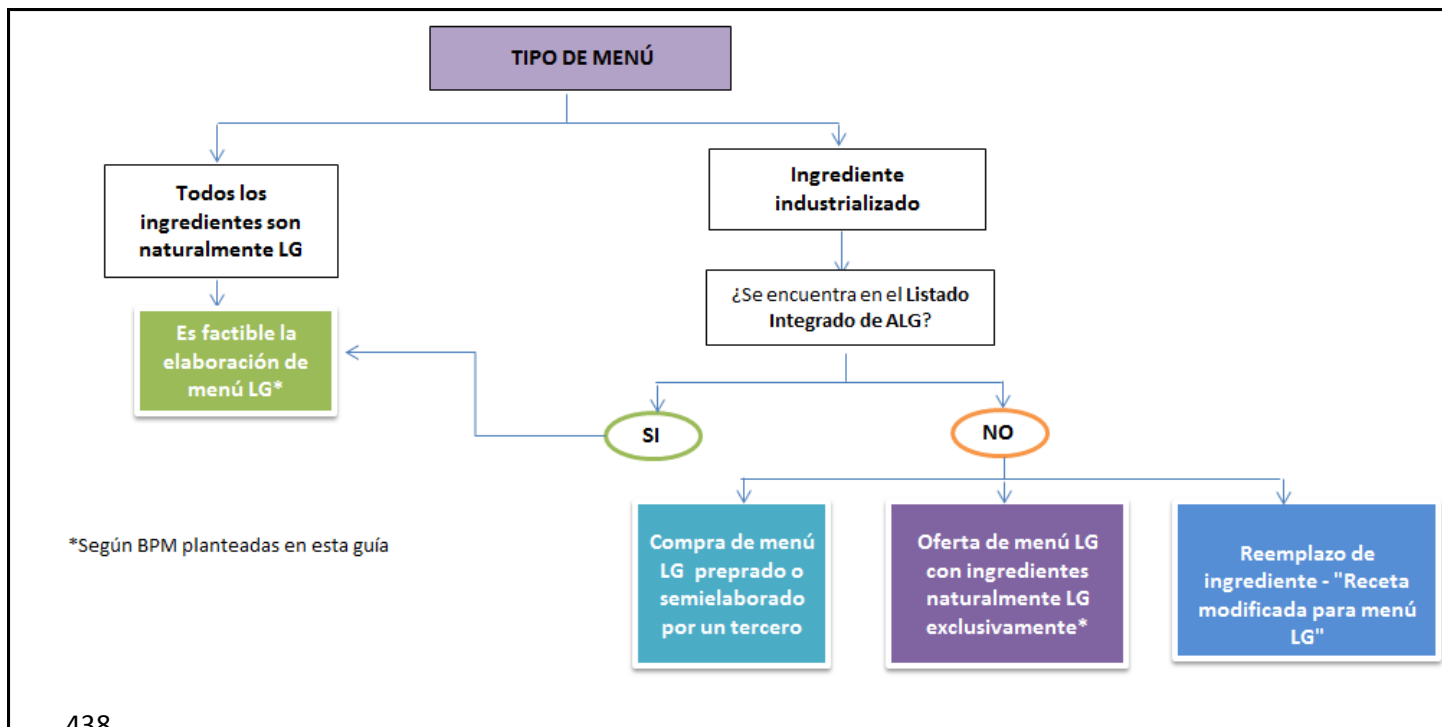 TIPO DE MENÚ
Todos los
ingredientes son
naturalmente LG
Ingrediente
industrializado
¿Se encuentra en el Listado
Integrado de ALG?
Es factible la
elaboración de
menú LG*
SI
NO
*Según BPM planteadas en esta guía
Compra de menú
LG preprado o
semielaborado
por un tercero
Oferta de menú LG
con ingredientes
naturalmente LG
exclusivamente*
Reemplazo de
ingrediente - "Receta
modificada para menú
LG"
438